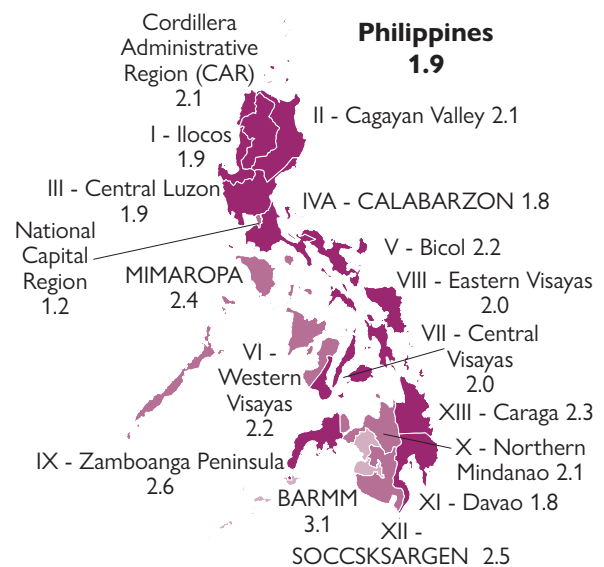 Cordillera
Administrative
Region (CAR)
2.1
Philippines
1.9
II - Cagayan Valley 2.1
I - Ilocos
1.9
III - Central Luzon
1.9
IVA - CALABARZON 1.8
National
Capital
Region
1.2
V - Bicol 2.2
MIMAROPA
2.4
VIII - Eastern Visayas
2.0
VII - Central
Visayas
2.0
VI -
Western
Visayas
2.2
XIII - Caraga 2.3
X - Northern
Mindanao 2.1
IX - Zamboanga Peninsula
2.6
BARMM
3.1
XI - Davao 1.8
XII -
SOCCSKSARGEN 2.5